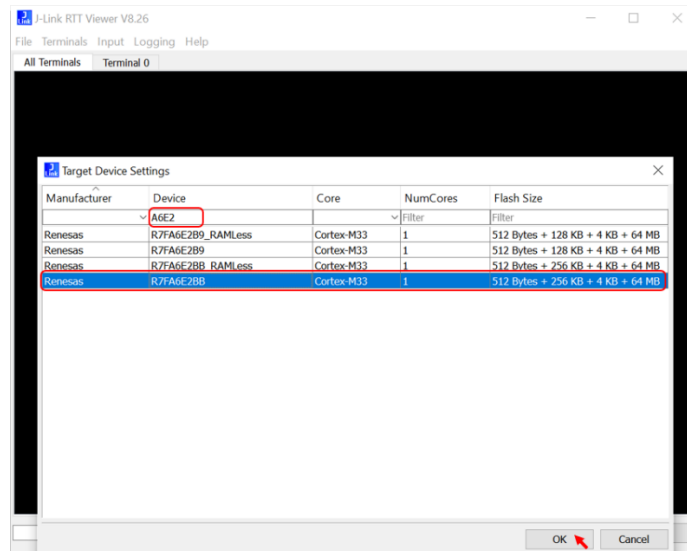 J-Link RTT Viewer V8.26
File Terminals Input Logging Help
All Terminals Terminal 0
J-Link Target Device Settings
Manufacturer Device Core NumCores Flash Size
A6E2 Filter Filter
Renesas R7FA6E2B9_RAMLess Cortex-M33 1 512 Bytes + 128 KB + 4 KB + 64 MB
Renesas R7FA6E2B9 Cortex-M33 1 512 Bytes + 128 KB + 4 KB + 64 MB
Renesas R7FA6E2BB_RAMLess Cortex-M33 1 512 Bytes + 256 KB + 4 KB + 64 MB
Renesas R7FA6E2BB Cortex-M33 1 512 Bytes + 256 KB + 4 KB + 64 MB
OK Cancel